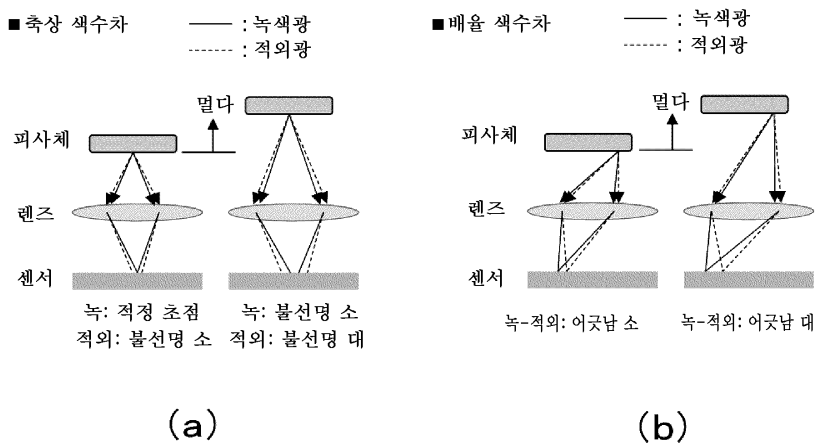 ■축상 색수차
: 녹색광
: 적외광
멀다
피사체
렌즈
센서
녹: 적정 초점
적외: 불선명 소
녹: 불선명 소
적외: 불선명 대
(a)
■배율 색수차
: 녹색광
: 적외광
멀다
피사체
렌즈
센서
녹-적외: 어긋남 소
녹-적외: 어긋남 대
(b)